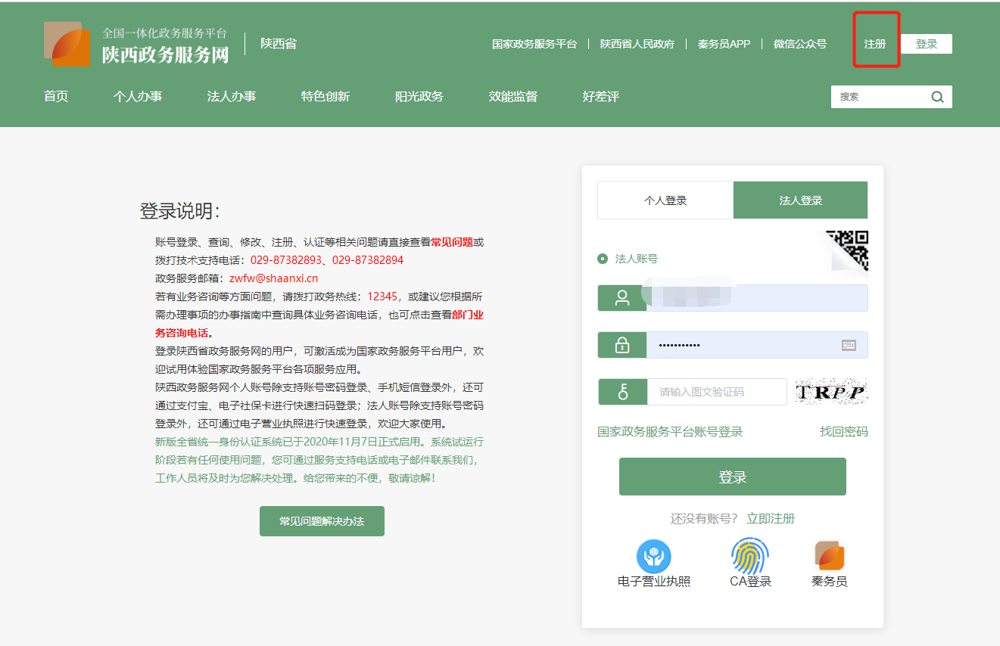 全国一体化政务服务平台
陕西政务服务网
陕西省
国家政务服务平台
陕西省人民政府
秦务员APP
微信公众号
注册
登录
首页
个人办事
法人办事
特色创新
阳光政务
效能监督
好差评
搜索
登录说明：
账号登录、查询、修改、注册、认证等相关问题请直接查看常见问题或
拨打技术支持电话：029-87382893、029-87382894
政务服务邮箱：zwfw@shaanxi.cn
若有业务咨询等方面问题，请拨打政务热线：12345，或建议您根据所
需办理事项的办事指南中查询具体业务咨询电话，也可点击查看部门业
务咨询电话。
登录陕西省政务服务网的用户，可激活成为国家政务服务平台用户，欢
迎试用体验国家政务服务平台各项服务应用。
陕西政务服务网个人账号除支持账号密码登录、手机短信登录外，还可
通过支付宝、电子社保卡进行快速扫码登录；法人账号除支持账号密码
登录外，还可通过电子营业执照进行快速登录，欢迎大家使用。
新版全省统一身份认证系统已于2020年11月7日正式启用。系统试运行
阶段若有任何使用问题，您可通过服务支持电话或电子邮件联系我们，
工作人员将及时为您解决处理。给您带来的不便，敬请谅解！
常见问题解决办法
个人登录
法人登录
法人账号
•••••••••••
请输入图文验证码
TRPP
国家政务服务平台账号登录
找回密码
登录
还没有账号？ 立即注册
电子营业执照
CA登录
秦务员